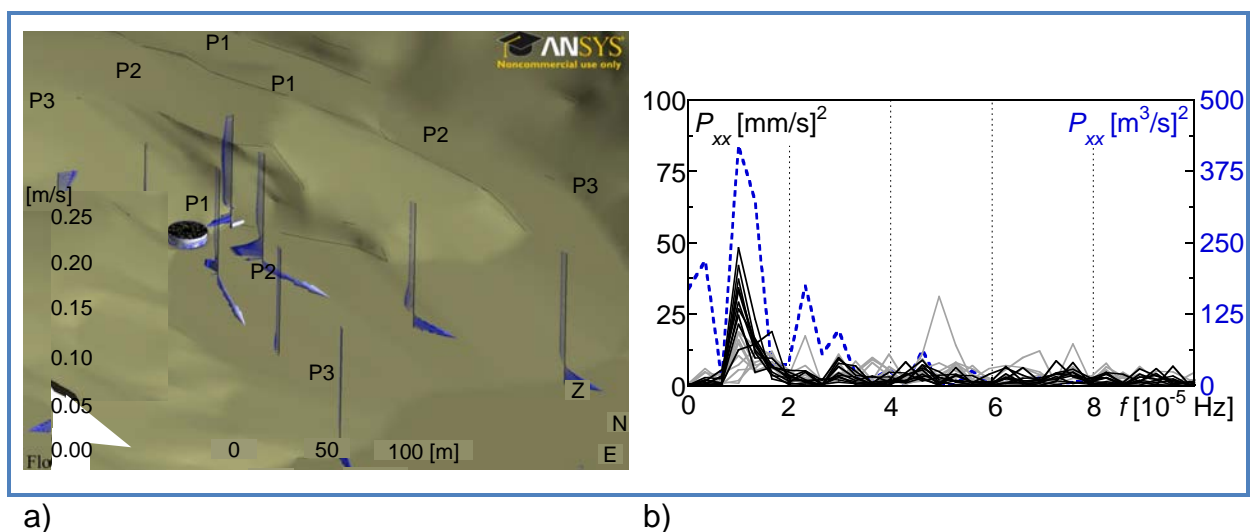 P1
ANSYS
Noncommercial use only
P2
P1
P3
P2
P3
[m/s]
P1
0.25
0.20
P2
0.15
0.10
P3
Z
0.05
N
0.00
0 50 100 [m]
E
Flo
100
500
P_xx [mm/s]^2
P_xx [m^3/s]^2
75
375
50
250
25
125
0
0
0 2 4 6 8 f [10^-5 Hz]
a)
b)